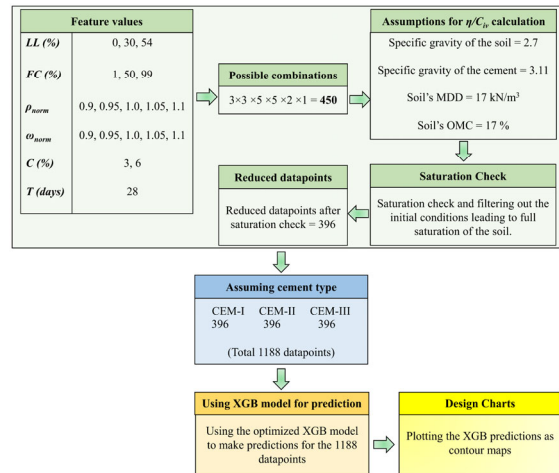 Feature values
LL (%) 0, 30, 54
FC (%) 1, 50, 99
ρnorm 0.9, 0.95, 1.0, 1.05, 1.1
ωnorm 0.9, 0.95, 1.0, 1.05, 1.1
C (%) 3, 6
T (days) 28
Possible combinations
3×3 ×5 ×5 ×2 ×1 = 450
Assumptions for η/Civ calculation
Specific gravity of the soil = 2.7
Specific gravity of the cement = 3.11
Soil's MDD = 17 kN/m³
Soil's OMC = 17 %
Saturation Check
Saturation check and filtering out the
initial conditions leading to full
saturation of the soil.
Reduced datapoints
Reduced datapoints after
saturation check = 396
Assuming cement type
CEM-I CEM-II CEM-III
396 396 396
(Total 1188 datapoints)
Using XGB model for prediction
Using the optimized XGB model
to make predictions for the 1188
datapoints
Design Charts
Plotting the XGB predictions as
contour maps